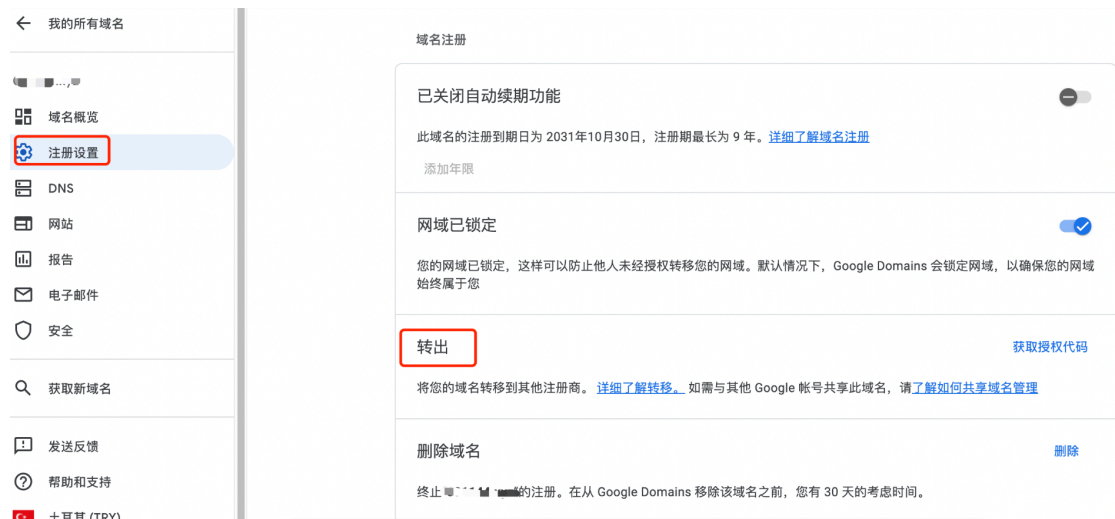 我的所有域名
域名概览
注册设置
DNS
网站
报告
电子邮件
安全
获取新域名
发送反馈
帮助和支持
土耳其 (TRY)
域名注册
已关闭自动续期功能
此域名的注册到期日为 2031年10月30日，注册期最长为 9 年。详细了解域名注册
添加年限
网域已锁定
您的网域已锁定，这样可以防止他人未经授权转移您的网域。默认情况下，Google Domains 会锁定网域，以确保您的网域
始终属于您
转出
获取授权代码
将您的域名转移到其他注册商。 详细了解转移。 如需与其他 Google 帐号共享此域名，请了解如何共享域名管理
删除域名
删除
终止 的注册。在从 Google Domains 移除该域名之前，您有 30 天的考虑时间。